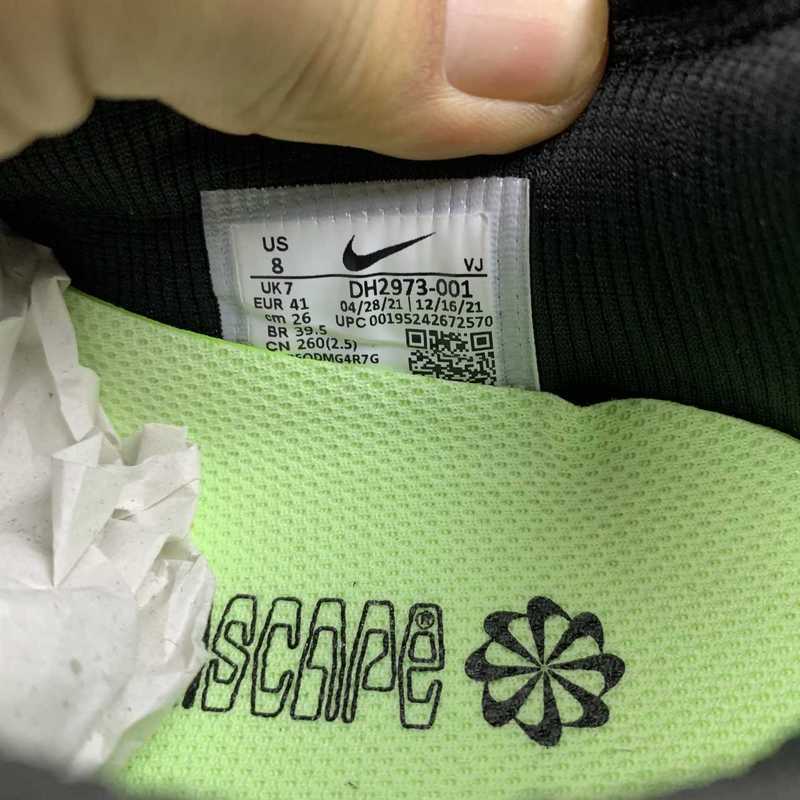 US
8
VJ
UK 7
DH2973-001
EUR 41
04/28/21 | 12/16/21
cm 26
UPC 00195242672570
BR 39.5
CN 260(2.5)
SCAPE®